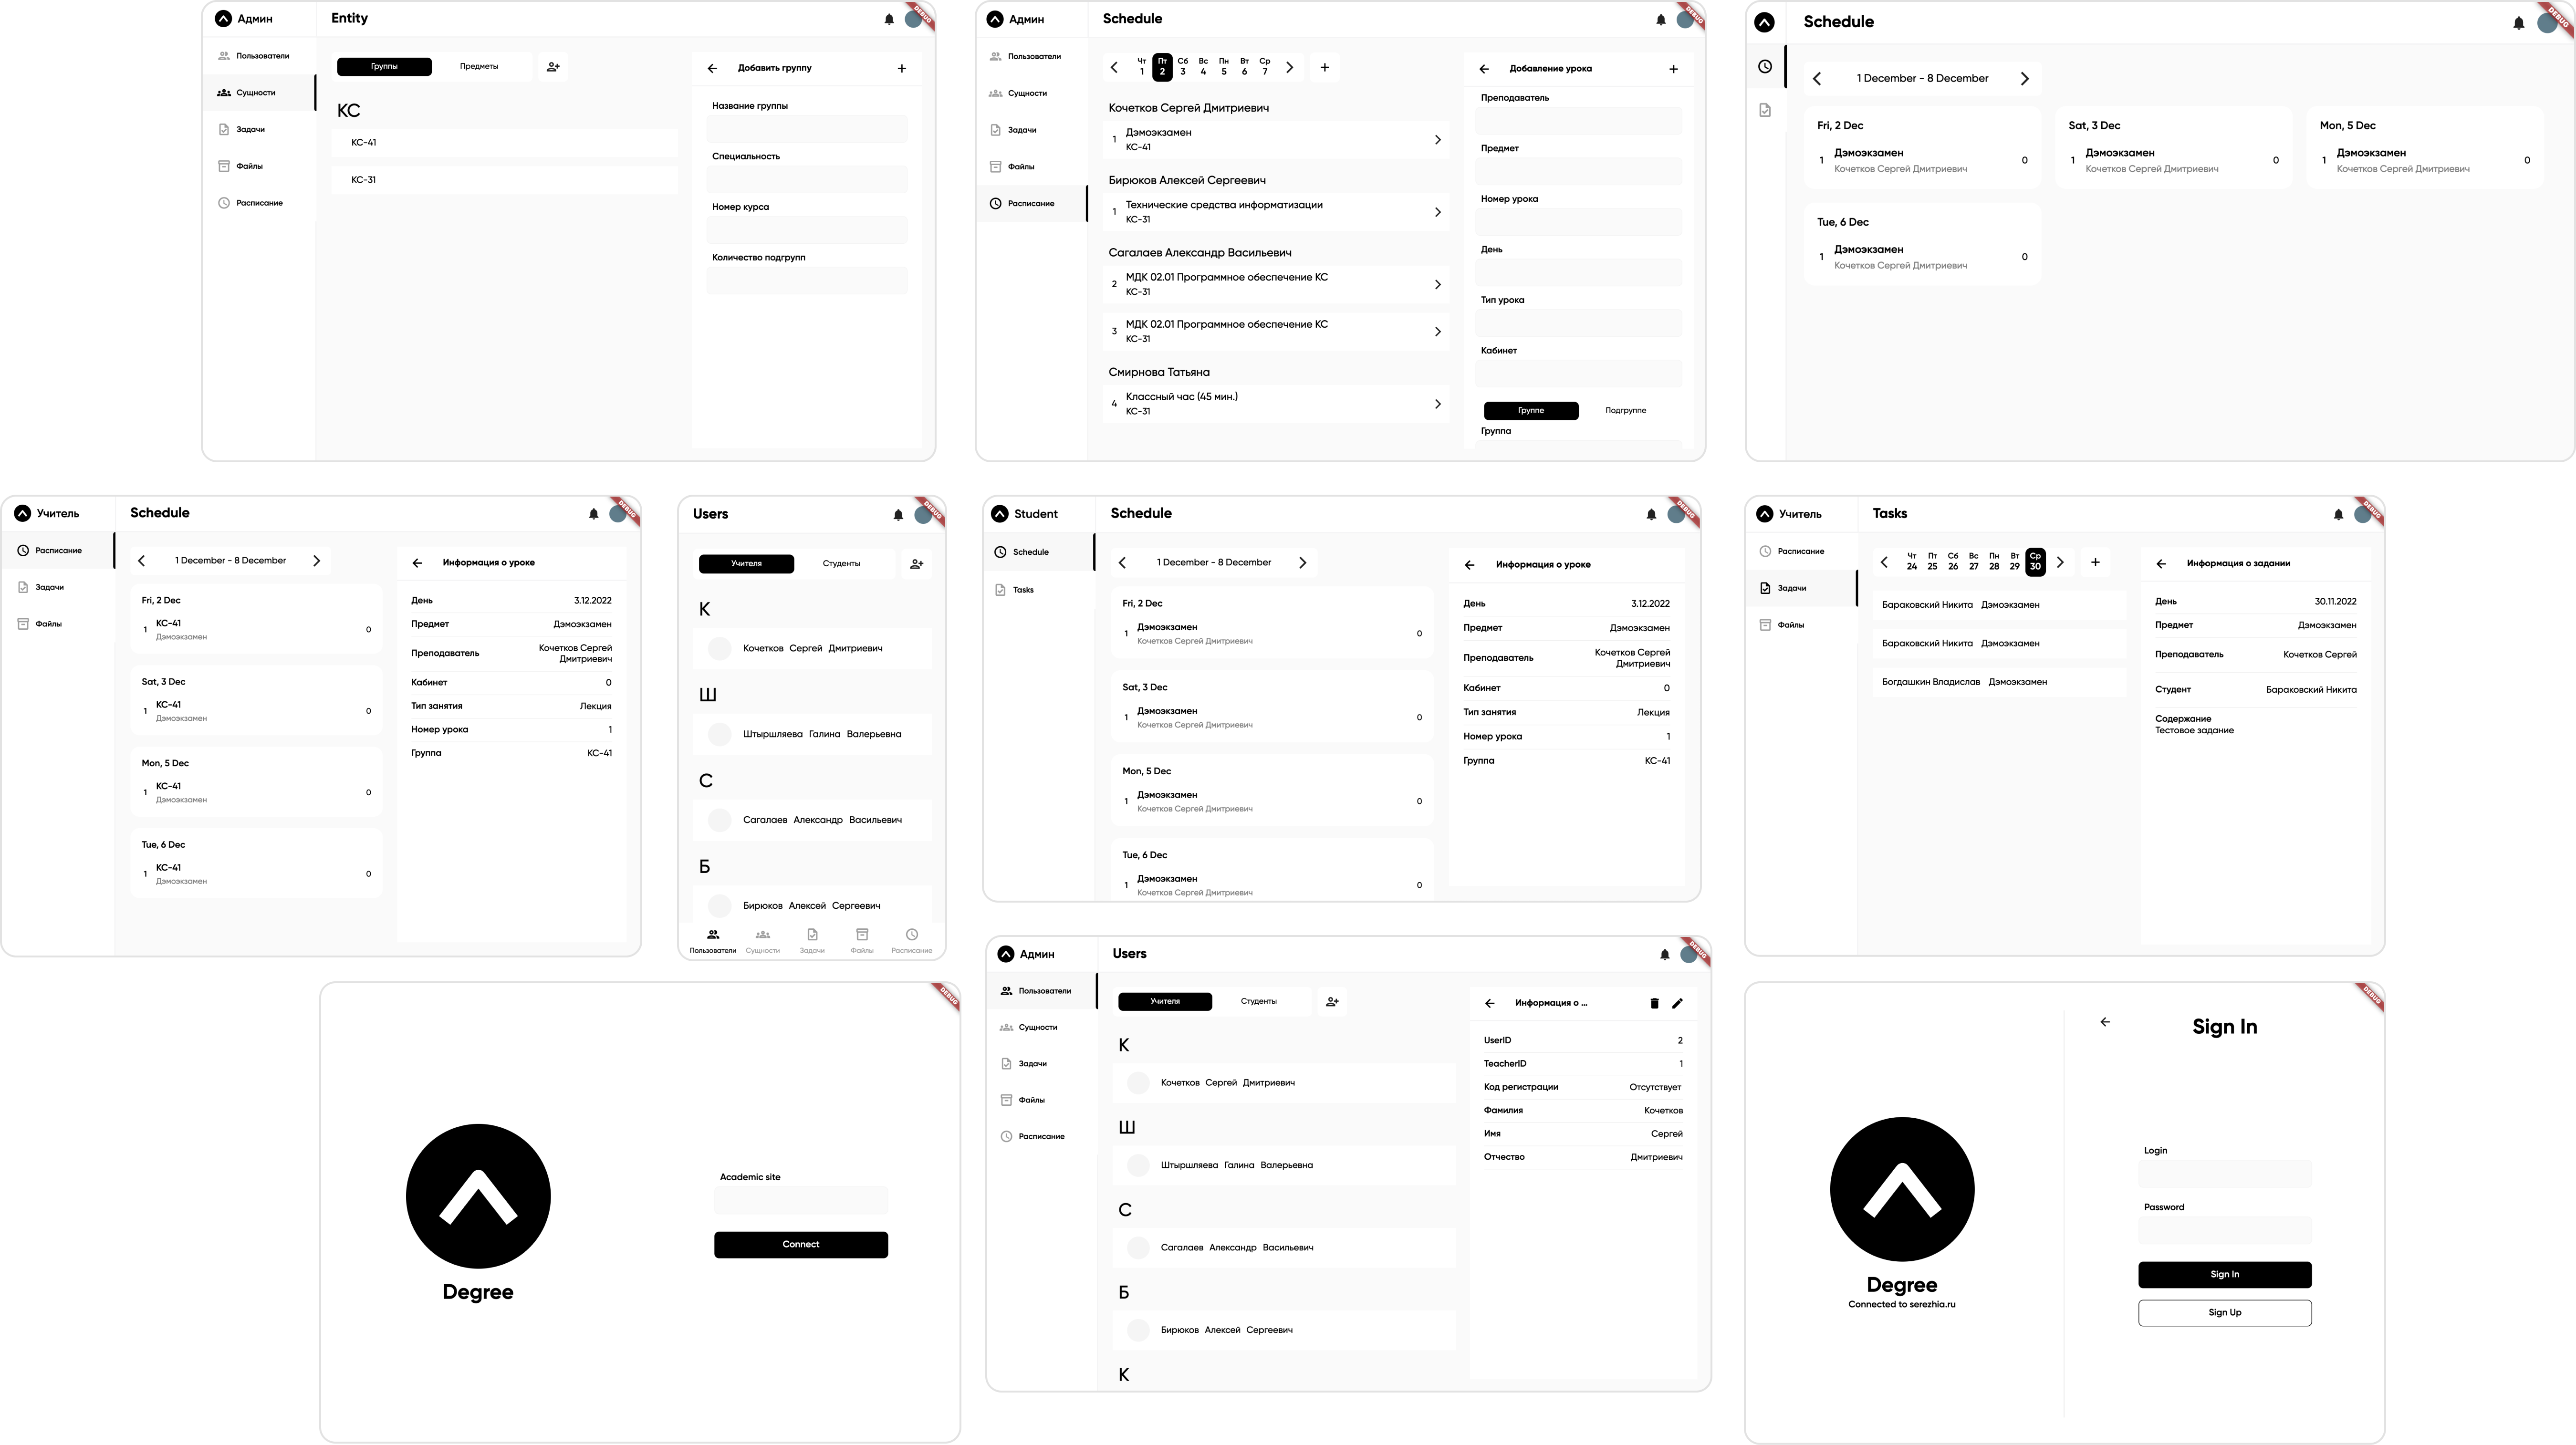 Админ
Entity
DEBUG
Пользователи
Сущности
Задачи
Файлы
Расписание
Группы
Предметы
КС
КС-41
КС-31
Добавить группу
Название группы
Специальность
Номер курса
Количество подгрупп
Админ
Schedule
DEBUG
Пользователи
Сущности
Задачи
Файлы
Расписание
Чт Пт Сб Вс Пн Вт Ср
1 2 3 4 5 6 7
Кочетков Сергей Дмитриевич
1 Дэмоэкзамен
КС-41
Бирюков Алексей Сергеевич
1 Технические средства информатизации
КС-31
Сагалаев Александр Васильевич
2 МДК 02.01 Программное обеспечение КС
КС-31
3 МДК 02.01 Программное обеспечение КС
КС-31
Смирнова Татьяна
4 Классный час (45 мин.)
КС-31
Добавление урока
Преподаватель
Предмет
Номер урока
День
Тип урока
Кабинет
Группе
Подгруппе
Группа
Schedule
DEBUG
1 December - 8 December
Fri, 2 Dec
1 Дэмоэкзамен 0
Кочетков Сергей Дмитриевич
Sat, 3 Dec
1 Дэмоэкзамен 0
Кочетков Сергей Дмитриевич
Mon, 5 Dec
1 Дэмоэкзамен 0
Кочетков Сергей Дмитриевич
Tue, 6 Dec
1 Дэмоэкзамен 0
Кочетков Сергей Дмитриевич
Учитель
Schedule
DEBUG
Расписание
Задачи
Файлы
1 December - 8 December
Fri, 2 Dec
1 КС-41 0
Дэмоэкзамен
Sat, 3 Dec
1 КС-41 0
Дэмоэкзамен
Mon, 5 Dec
1 КС-41 0
Дэмоэкзамен
Tue, 6 Dec
1 КС-41 0
Дэмоэкзамен
Информация о уроке
День 3.12.2022
Предмет Дэмоэкзамен
Преподаватель Кочетков Сергей
Дмитриевич
Кабинет 0
Тип занятия Лекция
Номер урока 1
Группа КС-41
Users
DEBUG
Учителя
Студенты
К
Кочетков Сергей Дмитриевич
Ш
Штыршляева Галина Валерьевна
С
Сагалаев Александр Васильевич
Б
Бирюков Алексей Сергеевич
Пользователи Сущности Задачи Файлы Расписание
Student
Schedule
DEBUG
Schedule
Tasks
1 December - 8 December
Fri, 2 Dec
1 Дэмоэкзамен 0
Кочетков Сергей Дмитриевич
Sat, 3 Dec
1 Дэмоэкзамен 0
Кочетков Сергей Дмитриевич
Mon, 5 Dec
1 Дэмоэкзамен 0
Кочетков Сергей Дмитриевич
Tue, 6 Dec
1 Дэмоэкзамен 0
Кочетков Сергей Дмитриевич
Информация о уроке
День 3.12.2022
Предмет Дэмоэкзамен
Преподаватель Кочетков Сергей
Дмитриевич
Кабинет 0
Тип занятия Лекция
Номер урока 1
Группа КС-41
Учитель
Tasks
DEBUG
Расписание
Задачи
Файлы
Чт Пт Сб Вс Пн Вт Ср
24 25 26 27 28 29 30
Бараковский Никита Дэмоэкзамен
Бараковский Никита Дэмоэкзамен
Богдашкин Владислав Дэмоэкзамен
Информация о задании
День 30.11.2022
Предмет Дэмоэкзамен
Преподаватель Кочетков Сергей
Студент Бараковский Никита
Содержание
Тестовое задание
DEBUG
Degree
Academic site
Connect
Админ
Users
DEBUG
Пользователи
Сущности
Задачи
Файлы
Расписание
Учителя
Студенты
К
Кочетков Сергей Дмитриевич
Ш
Штыршляева Галина Валерьевна
С
Сагалаев Александр Васильевич
Б
Бирюков Алексей Сергеевич
К
Информация о ...
UserID 2
TeacherID 1
Код регистрации Отсутствует
Фамилия Кочетков
Имя Сергей
Отчество Дмитриевич
DEBUG
Degree
Connected to serezhia.ru
Sign In
Login
Password
Sign In
Sign Up